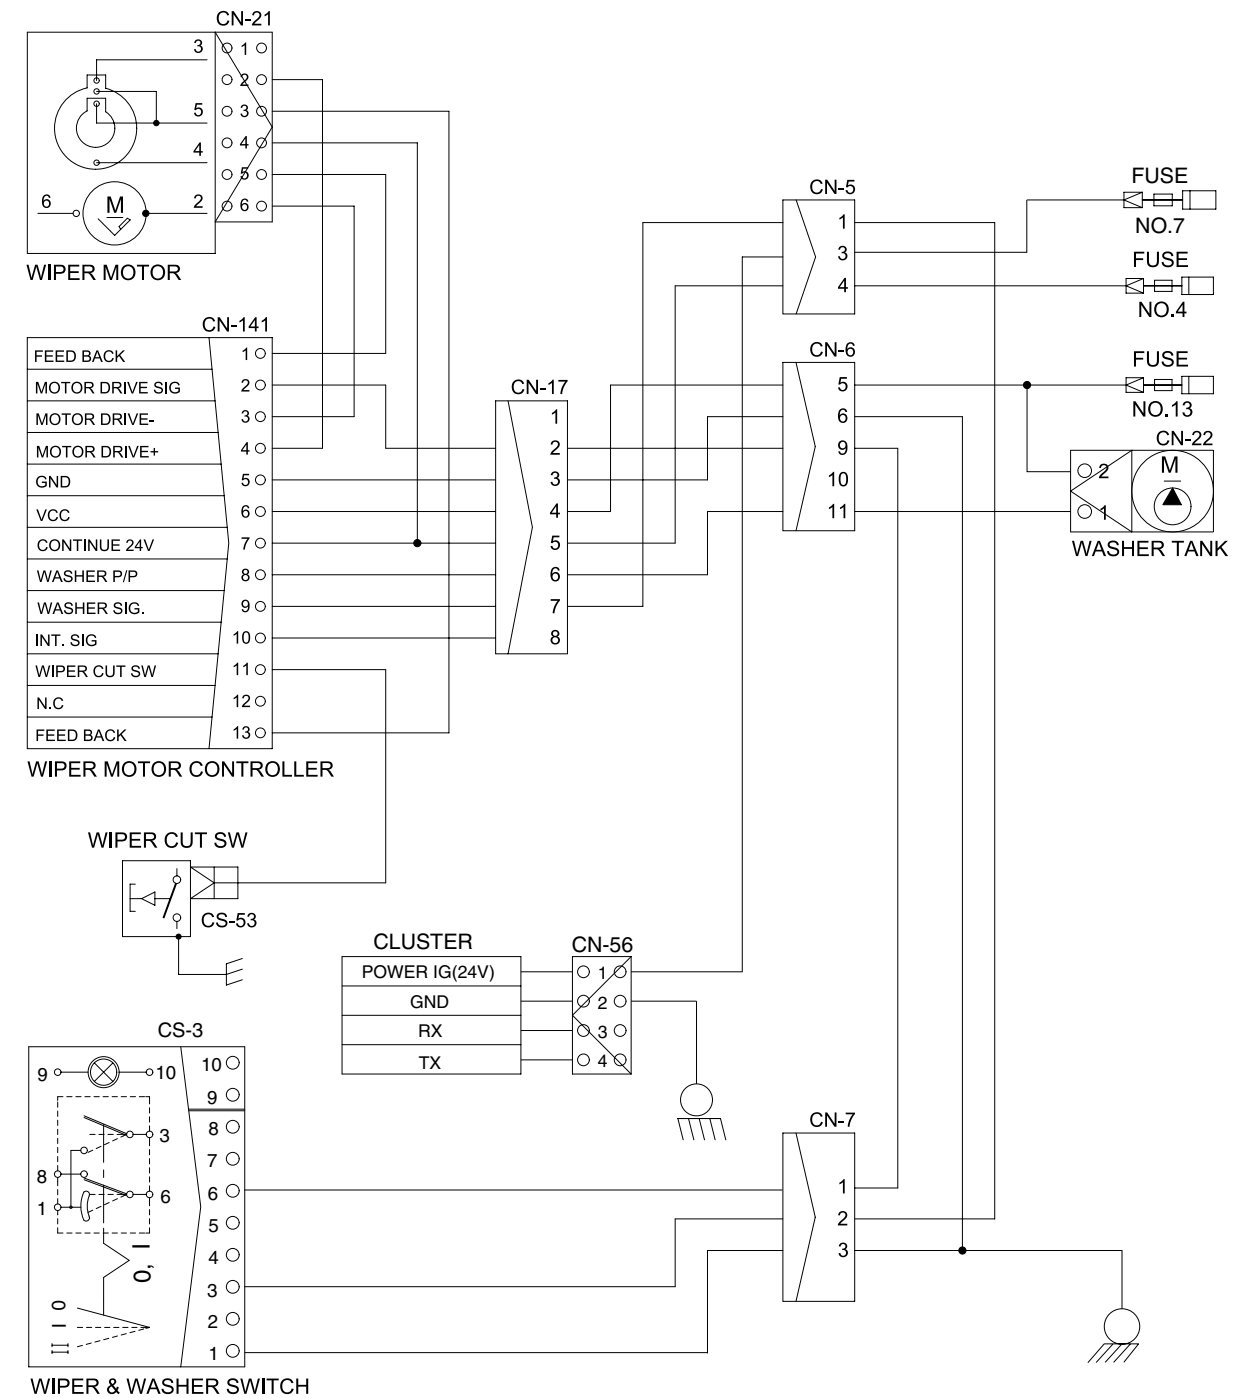 CN-21
3
5
4
6
M
2
1
2
3
4
5
6
WIPER MOTOR
CN-141
FEED BACK 1
MOTOR DRIVE SIG 2
MOTOR DRIVE- 3
MOTOR DRIVE+ 4
GND 5
VCC 6
CONTINUE 24V 7
WASHER P/P 8
WASHER SIG. 9
INT. SIG 10
WIPER CUT SW 11
N.C 12
FEED BACK 13
WIPER MOTOR CONTROLLER
CN-17
1
2
3
4
5
6
7
8
CN-5
1
3
4
CN-6
5
6
9
10
11
FUSE
NO.7
FUSE
NO.4
FUSE
NO.13
CN-22
2
M
1
WASHER TANK
WIPER CUT SW
CS-53
CLUSTER
CN-56
POWER IG(24V) 1
GND 2
RX 3
TX 4
CS-3
9 10
3
8
6
1
0, I
0
I
II
10
9
8
7
6
5
4
3
2
1
WIPER & WASHER SWITCH
CN-7
1
2
3